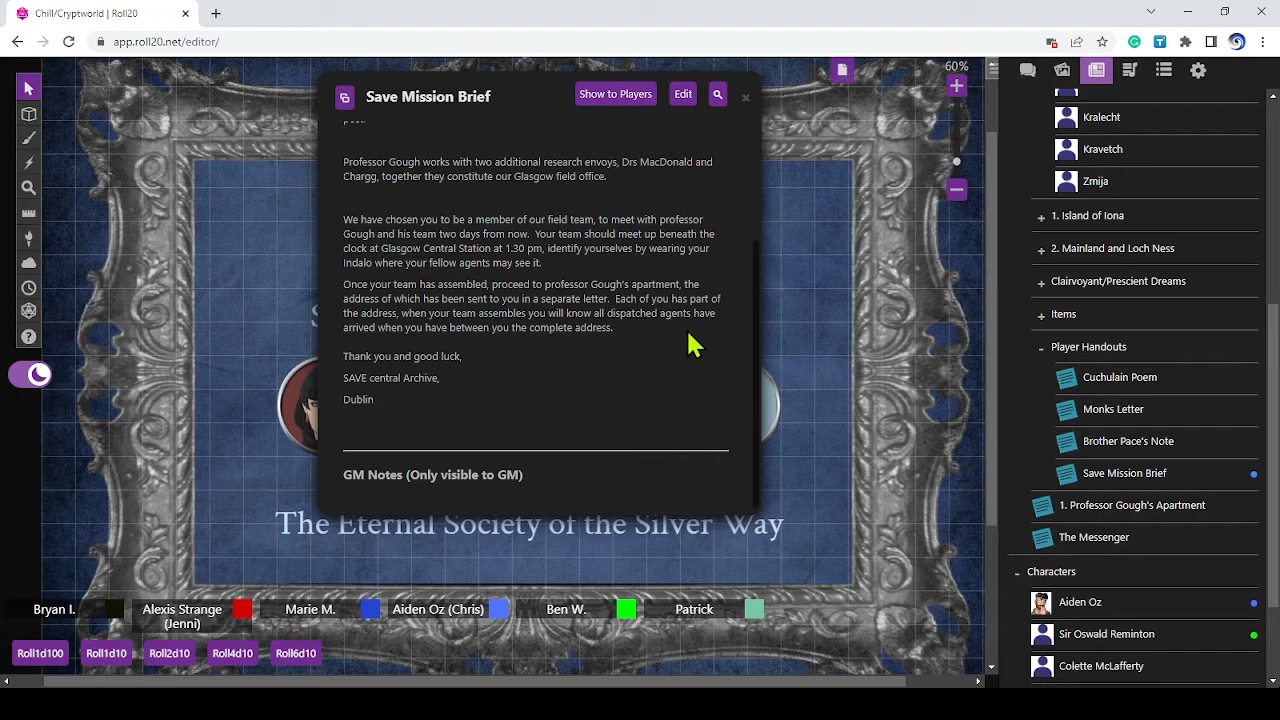 Chill/Cryptworld | Roll20
app.roll20.net/editor/
60%
Save Mission Brief
Show to Players
Edit
Professor Gough works with two additional research envoys, Drs MacDonald and
Chargg, together they constitute our Glasgow field office.
We have chosen you to be a member of our field team, to meet with professor
Gough and his team two days from now.  Your team should meet up beneath the
clock at Glasgow Central Station at 1.30 pm, identify yourselves by wearing your
Indalo where your fellow agents may see it.
Once your team has assembled, proceed to professor Gough's apartment, the
address of which has been sent to you in a separate letter.  Each of you has part of
the address, when your team assembles you will know all dispatched agents have
arrived when you have between you the complete address.
Thank you and good luck,
SAVE central Archive,
Dublin
GM Notes (Only visible to GM)
S
The Eternal Society of the Silver Way
Bryan I.
Alexis Strange
(Jenni)
Marie M.
Aiden Oz (Chris)
Ben W.
Patrick
Roll1d100
Roll1d10
Roll2d10
Roll4d10
Roll6d10
Kralecht
Kravetch
Zmija
1. Island of Iona
2. Mainland and Loch Ness
Clairvoyant/Prescient Dreams
Items
Player Handouts
Cuchulain Poem
Monks Letter
Brother Pace's Note
Save Mission Brief
1. Professor Gough's Apartment
The Messenger
Characters
Aiden Oz
Sir Oswald Reminton
Colette McLafferty